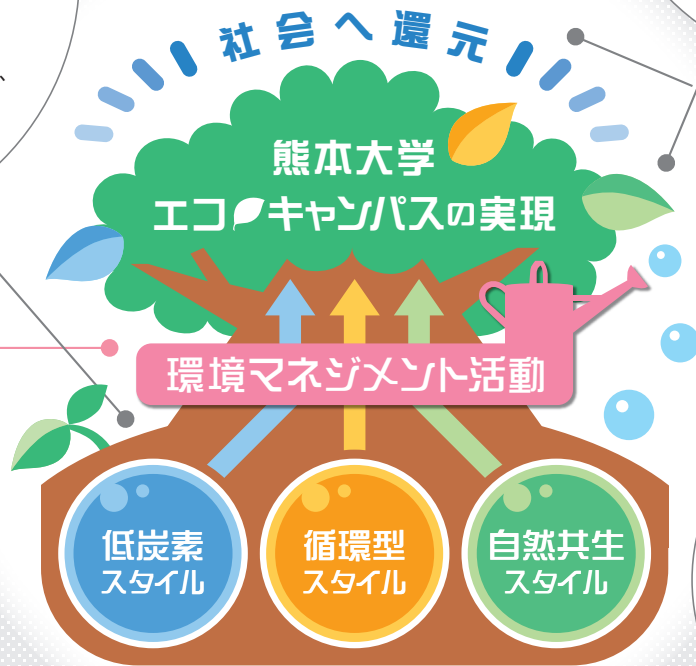 社会へ還元
熊本大学
エコ キャンパスの実現
環境マネジメント活動
低炭素
スタイル
循環型
スタイル
自然共生
スタイル